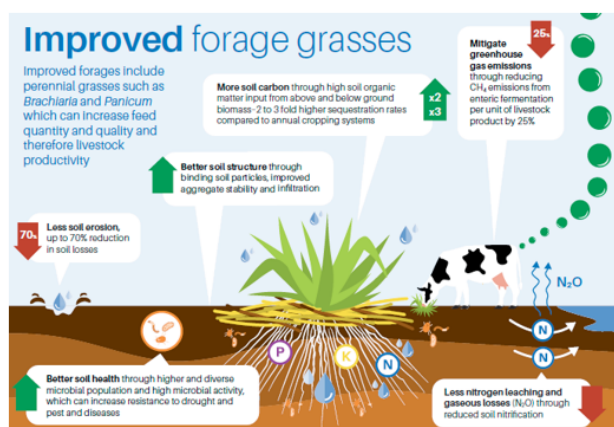 Improved forage grasses
Improved forages include
perennial grasses such as
Brachiaria and Panicum
which can increase feed
quantity and quality and
therefore livestock
productivity
More soil carbon through high soil organic
matter input from above and below ground
biomass- 2 to 3 fold higher sequestration rates
compared to annual cropping systems
x2
x3
Mitigate
greenhouse
gas emissions
through reducing
CH₄ emissions from
enteric fermentation
per unit of livestock
product by 25%
25%
Better soil structure through
binding soil particles, improved
aggregate stability and infiltration
70%
Less soil erosion,
up to 70% reduction
in soil losses
N₂O
P
K
N
N
N
Better soil health through higher and diverse
microbial population and high microbial activity,
which can increase resistance to drought and
pest and diseases
Less nitrogen leaching and
gaseous losses (N₂O) through
reduced soil nitrification